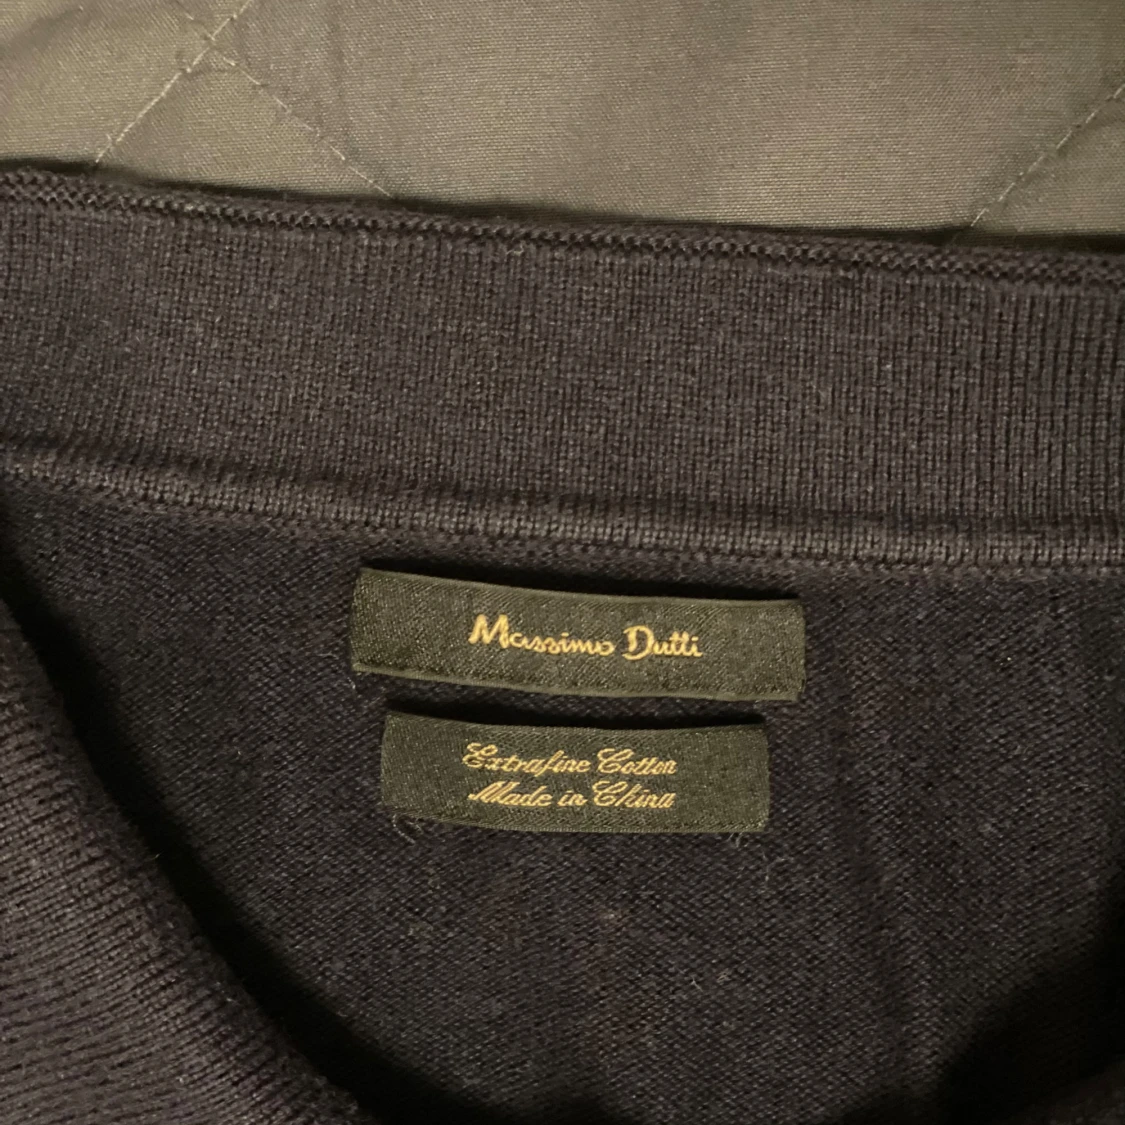 Massimo Dutti
Extrafine Cotton
Made in China